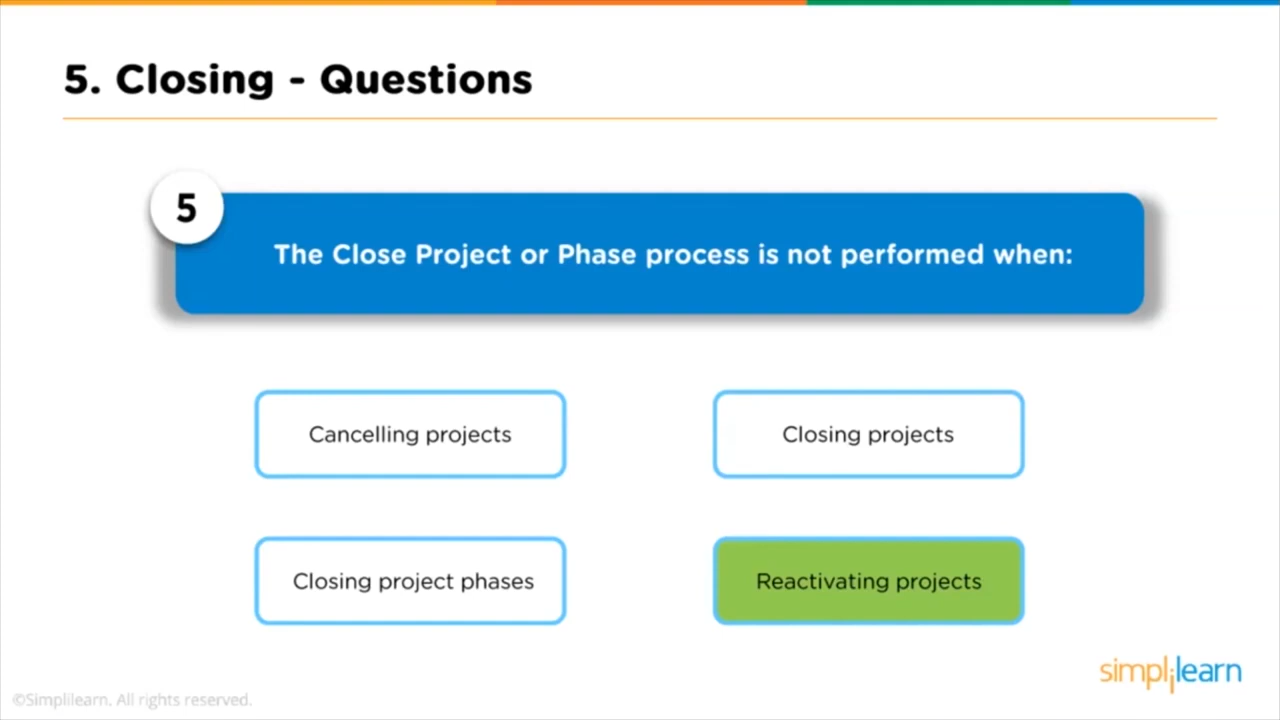 5. Closing - Questions
5
The Close Project or Phase process is not performed when:
Cancelling projects
Closing projects
Closing project phases
Reactivating projects
simplilearn
©Simplilearn. All rights reserved.